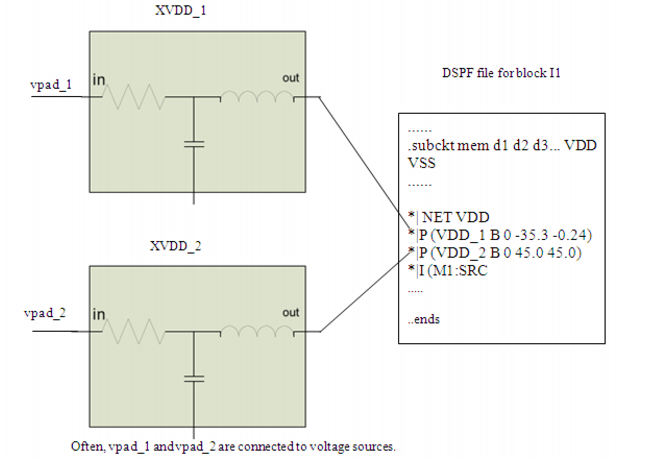 XVDD_1
in
out
vpad_1
XVDD_2
in
out
vpad_2
Often, vpad_1 andvpad_2 are connected to voltage sources.
DSPF file forblock I1
......
.subckt mem d1 d2 d3... VDD
VSS
......
*| NET VDD
*|P (VDD_1 B 0 -35.3 -0.24)
*|P (VDD_2 B 0 45.0 45.0)
*|I (M1:SRC
.....
..ends